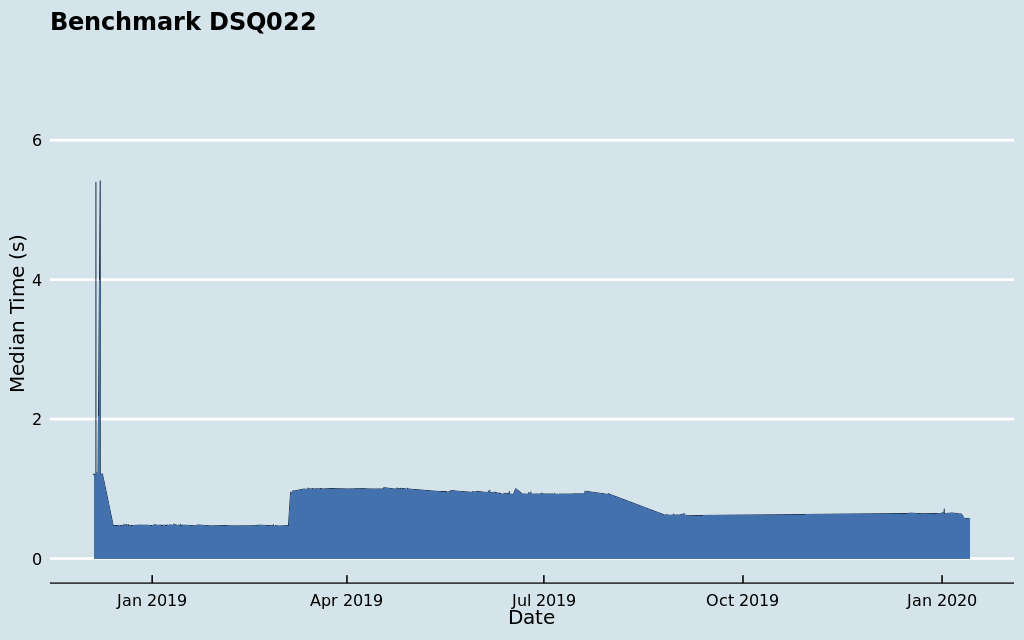 Benchmark DSQ022
Median Time (s)
6
4
2
0
Jan 2019
Apr 2019
Jul 2019
Oct 2019
Jan 2020
Date